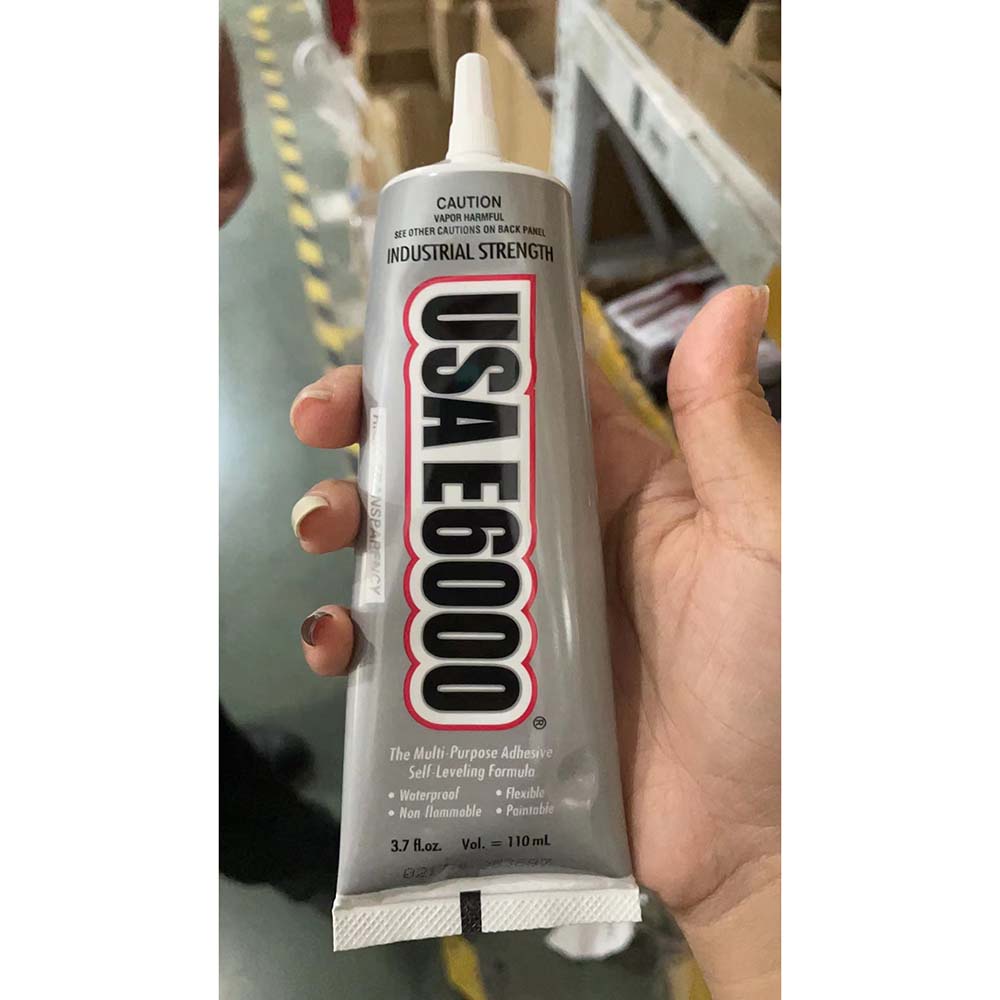 CAUTION
VAPOR HARMFUL
SEE OTHER CAUTIONS ON BACK PANEL
INDUSTRIAL STRENGTH
USA E6000
®
The Multi-Purpose Adhesive
Self-Leveling Formula
• Waterproof • Flexible
• Non flammable • Paintable
3.7 fl.oz. Vol. = 110 mL
TRANSPARENCY